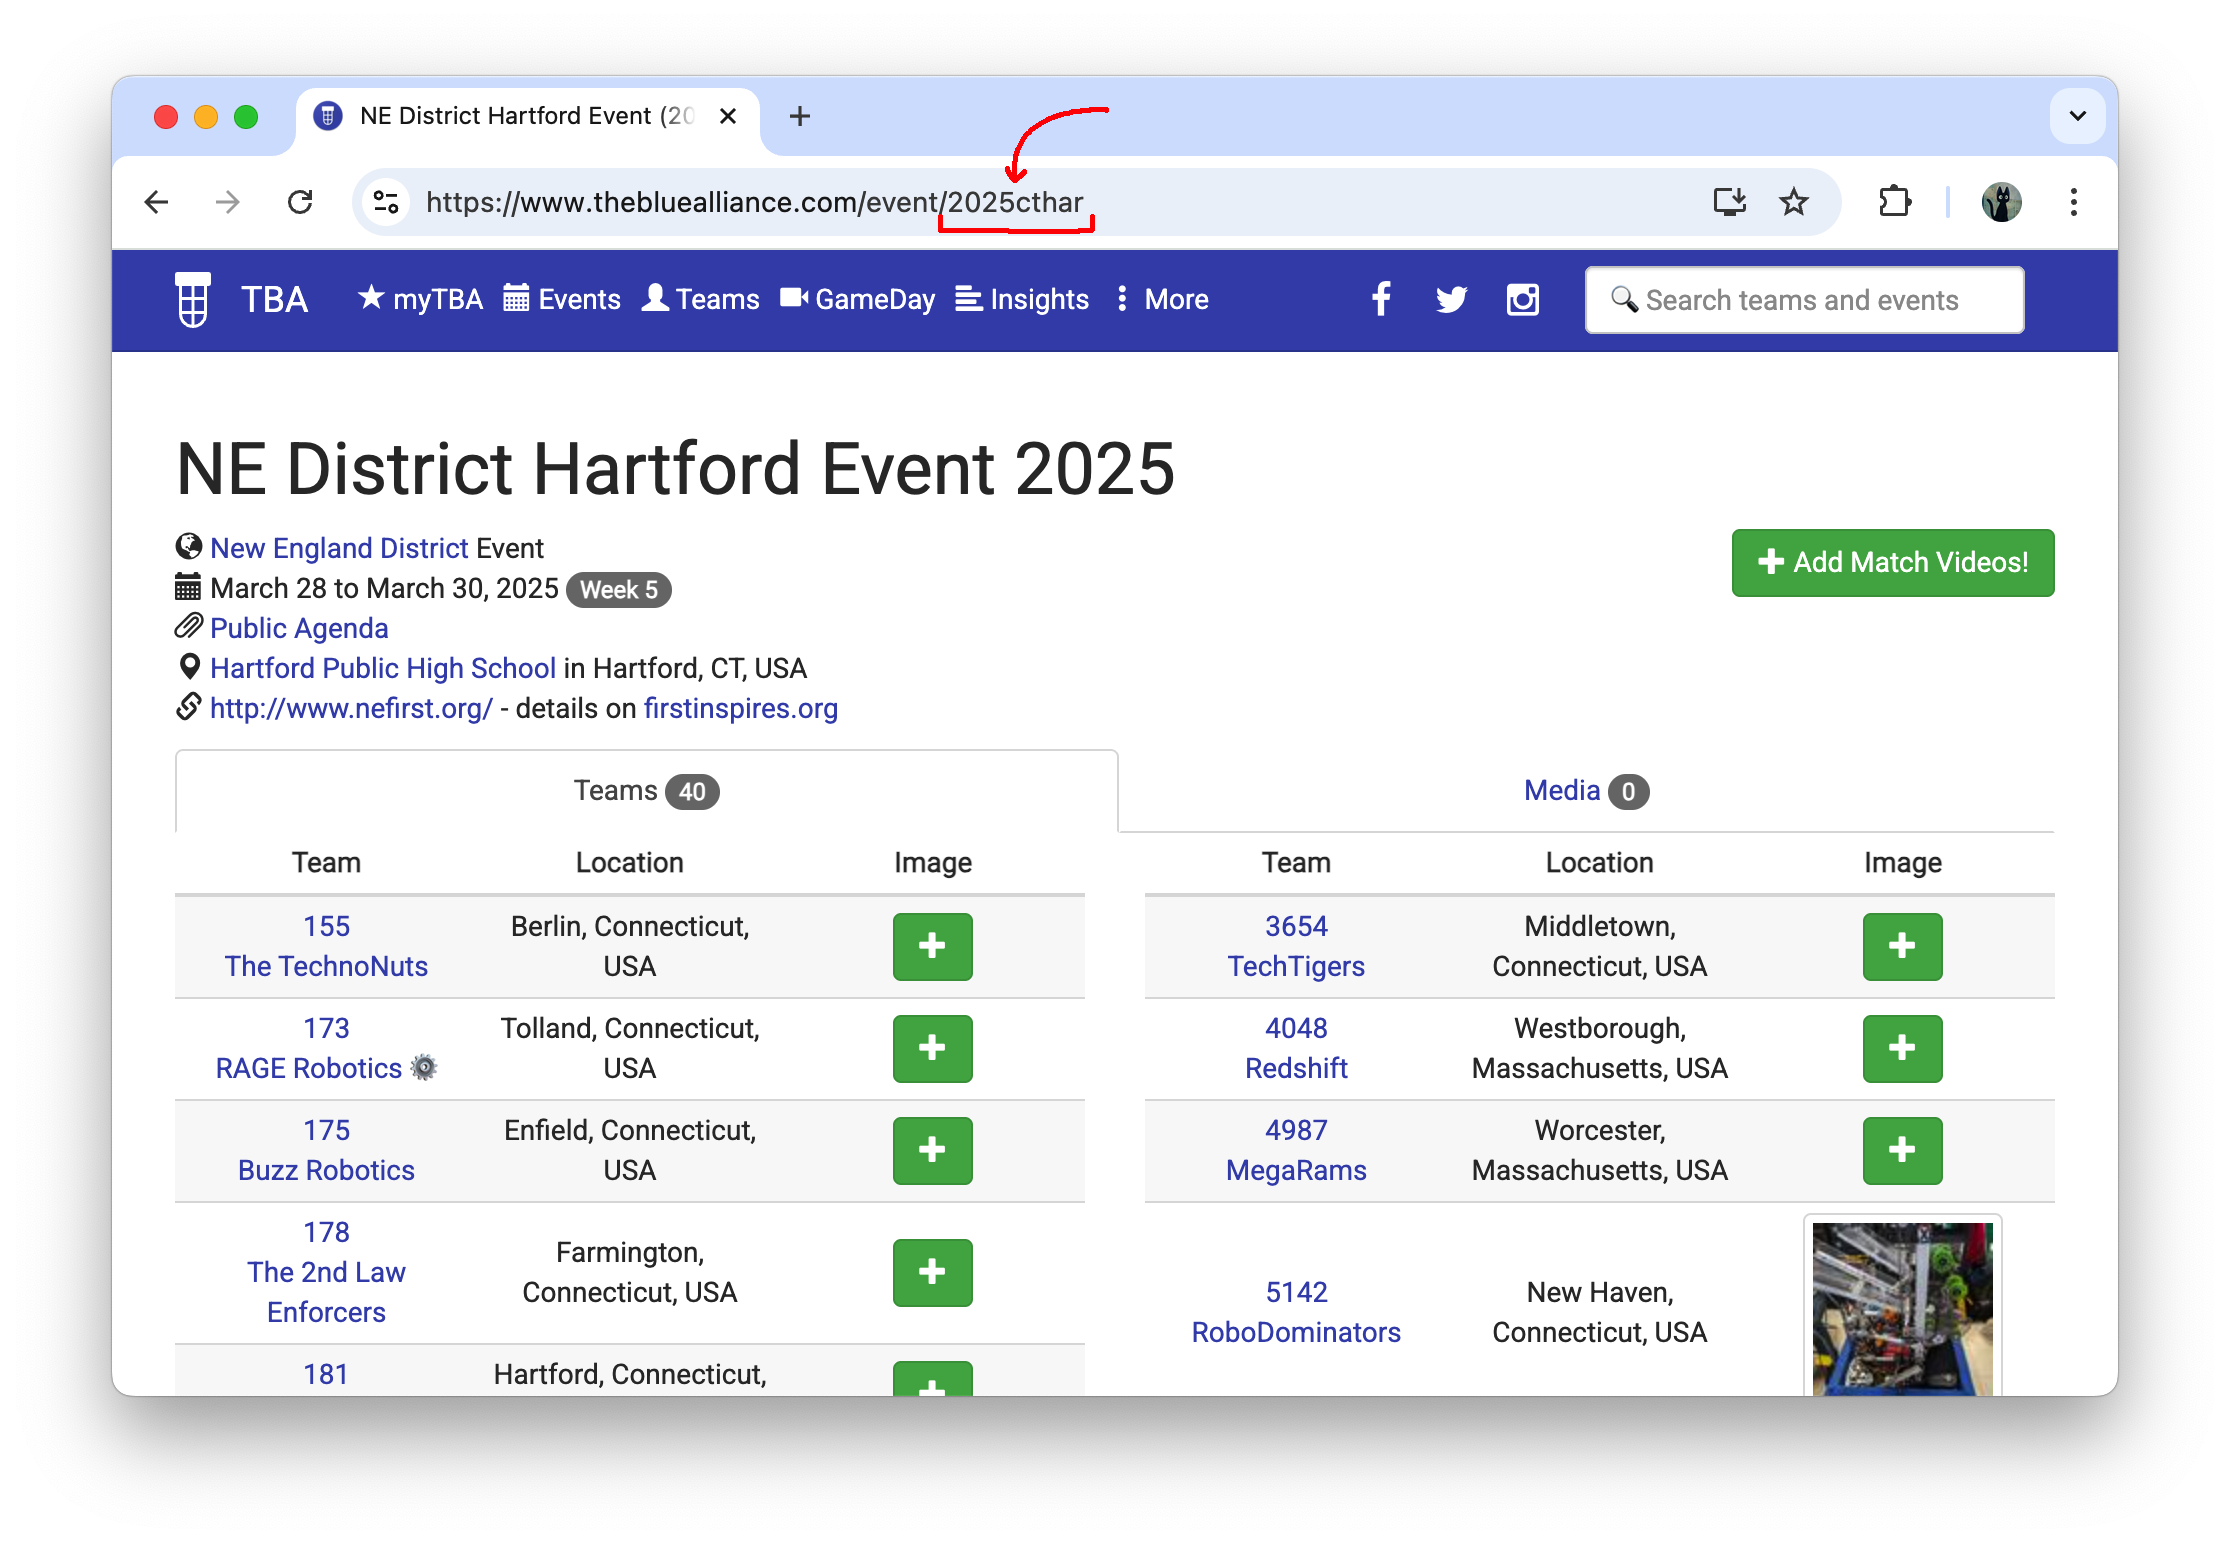 NE District Hartford Event (20
https://www.thebluealliance.com/event/2025cthar
TBA myTBA Events Teams GameDay Insights More Search teams and events
NE District Hartford Event 2025
New England District Event
Add Match Videos!
March 28 to March 30, 2025 Week 5
Public Agenda
Hartford Public High School in Hartford, CT, USA
http://www.nefirst.org/ - details on firstinspires.org
Teams 40
Media 0
Team Location Image
155
The TechnoNuts
Berlin, Connecticut,
USA
173
RAGE Robotics
Tolland, Connecticut,
USA
175
Buzz Robotics
Enfield, Connecticut,
USA
178
The 2nd Law
Enforcers
Farmington,
Connecticut, USA
181
Hartford, Connecticut,
Team Location Image
3654
TechTigers
Middletown,
Connecticut, USA
4048
Redshift
Westborough,
Massachusetts, USA
4987
MegaRams
Worcester,
Massachusetts, USA
5142
RoboDominators
New Haven,
Connecticut, USA